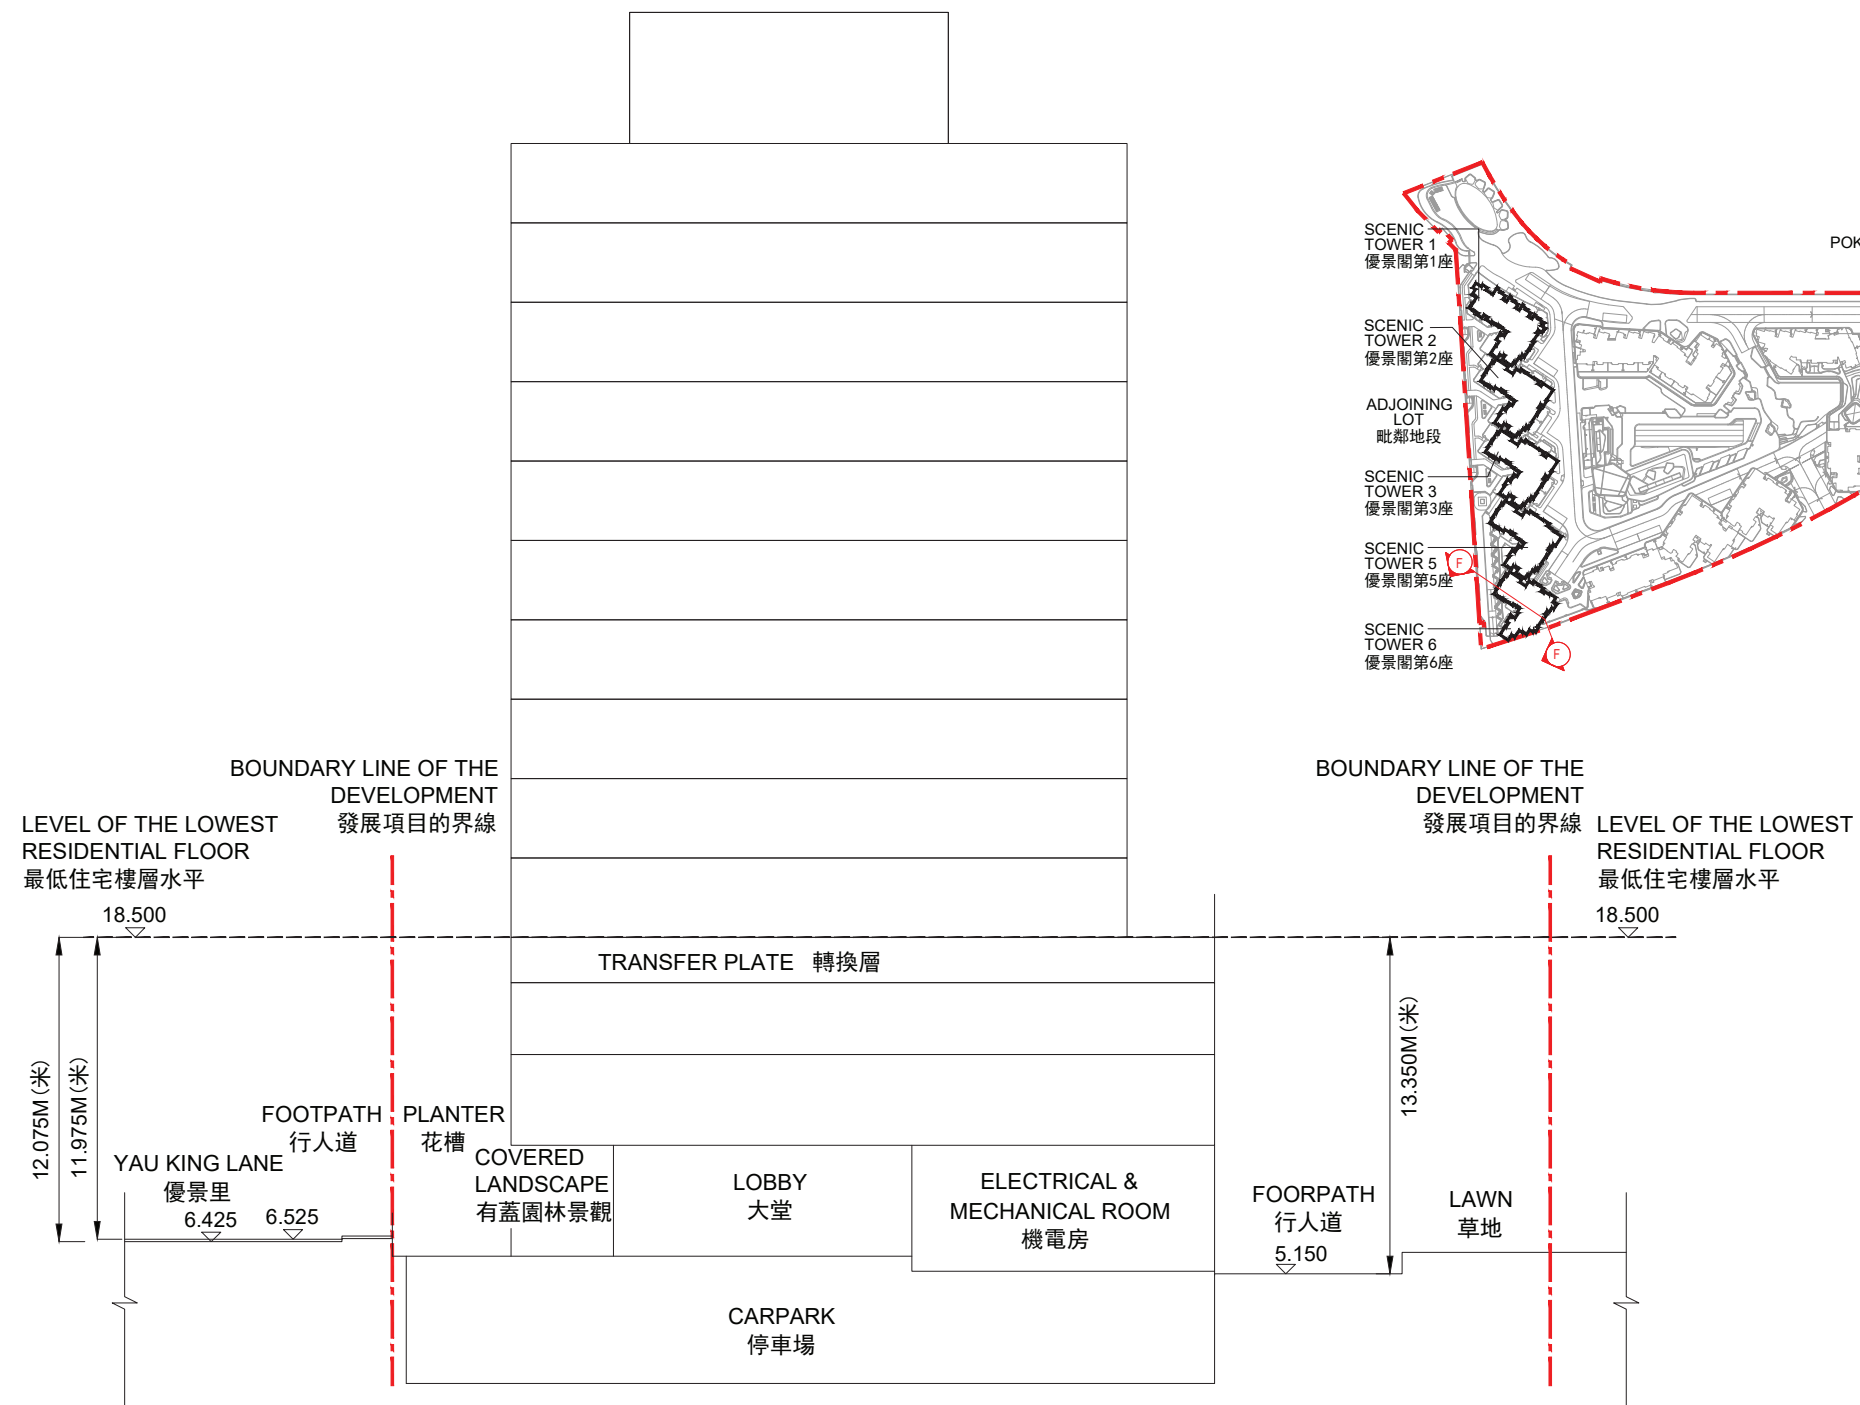 SCENIC
TOWER 1
優景閣第1座
POK
SCENIC
TOWER 2
優景閣第2座
ADJOINING
LOT
毗鄰地段
SCENIC
TOWER 3
優景閣第3座
SCENIC
TOWER 5
優景閣第5座
F
SCENIC
TOWER 6
優景閣第6座
F
BOUNDARY LINE OF THE
DEVELOPMENT
發展項目的界線
LEVEL OF THE LOWEST
RESIDENTIAL FLOOR
最低住宅樓層水平
18.500
BOUNDARY LINE OF THE
DEVELOPMENT
發展項目的界線
LEVEL OF THE LOWEST
RESIDENTIAL FLOOR
最低住宅樓層水平
18.500
TRANSFER PLATE 轉換層
12.075M(米)
11.975M(米)
13.350M(米)
FOOTPATH
行人道
PLANTER
花槽
YAU KING LANE
優景里
6.425
6.525
COVERED
LANDSCAPE
有蓋園林景觀
LOBBY
大堂
ELECTRICAL &
MECHANICAL ROOM
機電房
FOORPATH
行人道
5.150
LAWN
草地
CARPARK
停車場